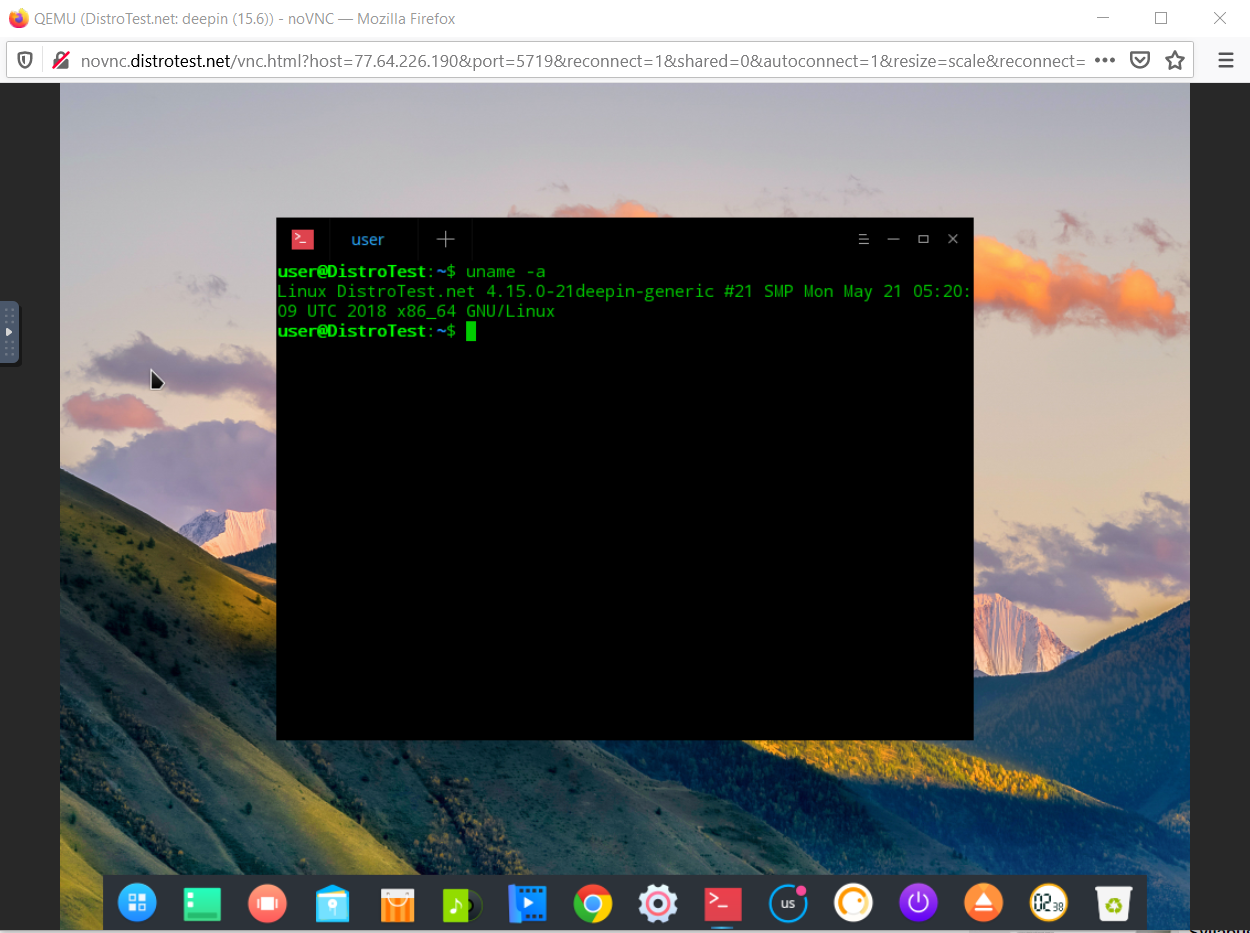 QEMU (DistroTest.net: deepin (15.6)) - noVNC — Mozilla Firefox
novnc.distrotest.net/vnc.html?host=77.64.226.190&port=5719&reconnect=1&shared=0&autoconnect=1&resize=scale&reconnect=
user
user@DistroTest:~$ uname -a
Linux DistroTest.net 4.15.0-21deepin-generic #21 SMP Mon May 21 05:20:
09 UTC 2018 x86_64 GNU/Linux
user@DistroTest:~$
us
02 38